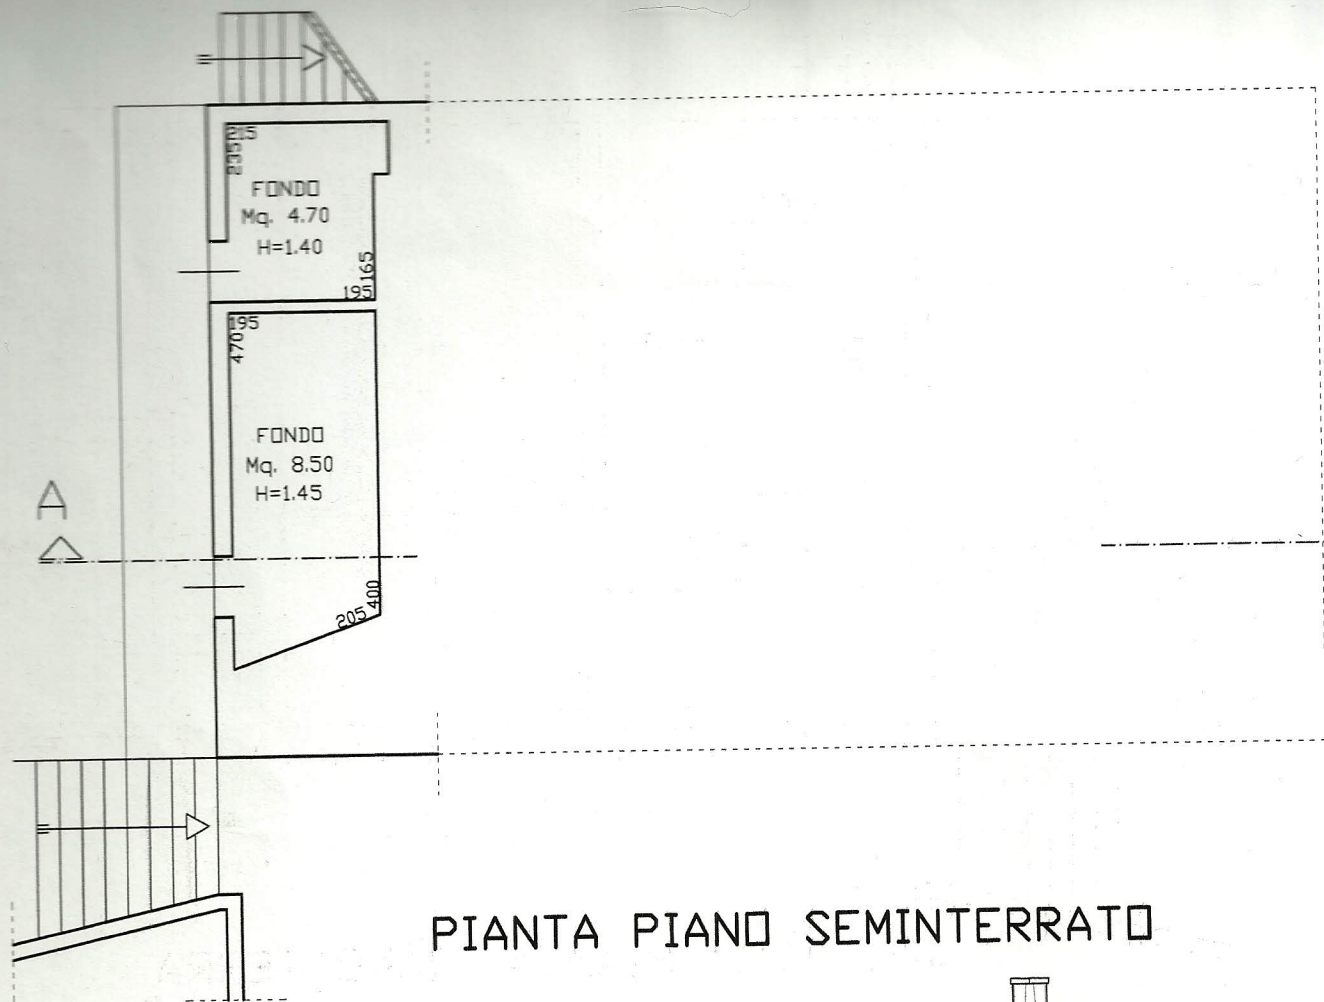 215
235
FONDO
Mq. 4.70
H=1.40
165
195
195
470
FONDO
Mq. 8.50
H=1.45
A
400
205
PIANTA PIANO SEMINTERRATO